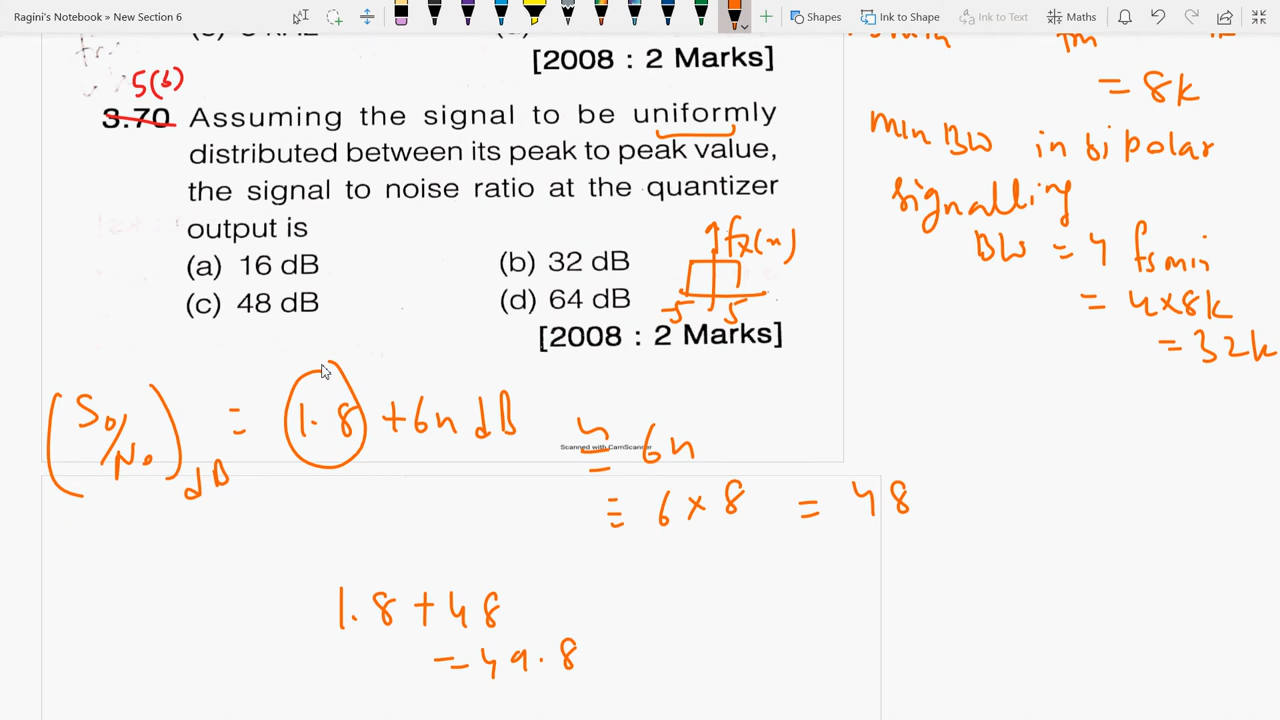 Ragini's Notebook » New Section 6
Shapes
Ink to Shape
Ink to Text
Maths
[2008 : 2 Marks]
5(b)
3.70 Assuming the signal to be uniformly
distributed between its peak to peak value,
the signal to noise ratio at the quantizer
output is
(a) 16 dB
(b) 32 dB
(c) 48 dB
(d) 64 dB
[2008 : 2 Marks]
fx(x)
-5 5
= 8k
min BW in bipolar
signalling
BW = 4 fsmin
= 4x8k
= 32k
(So/No)dB = 1.8 + 6n dB ≈ 6n
Scanned with CamScanner
= 6 x 8 = 48
1.8 + 48
= 49.8